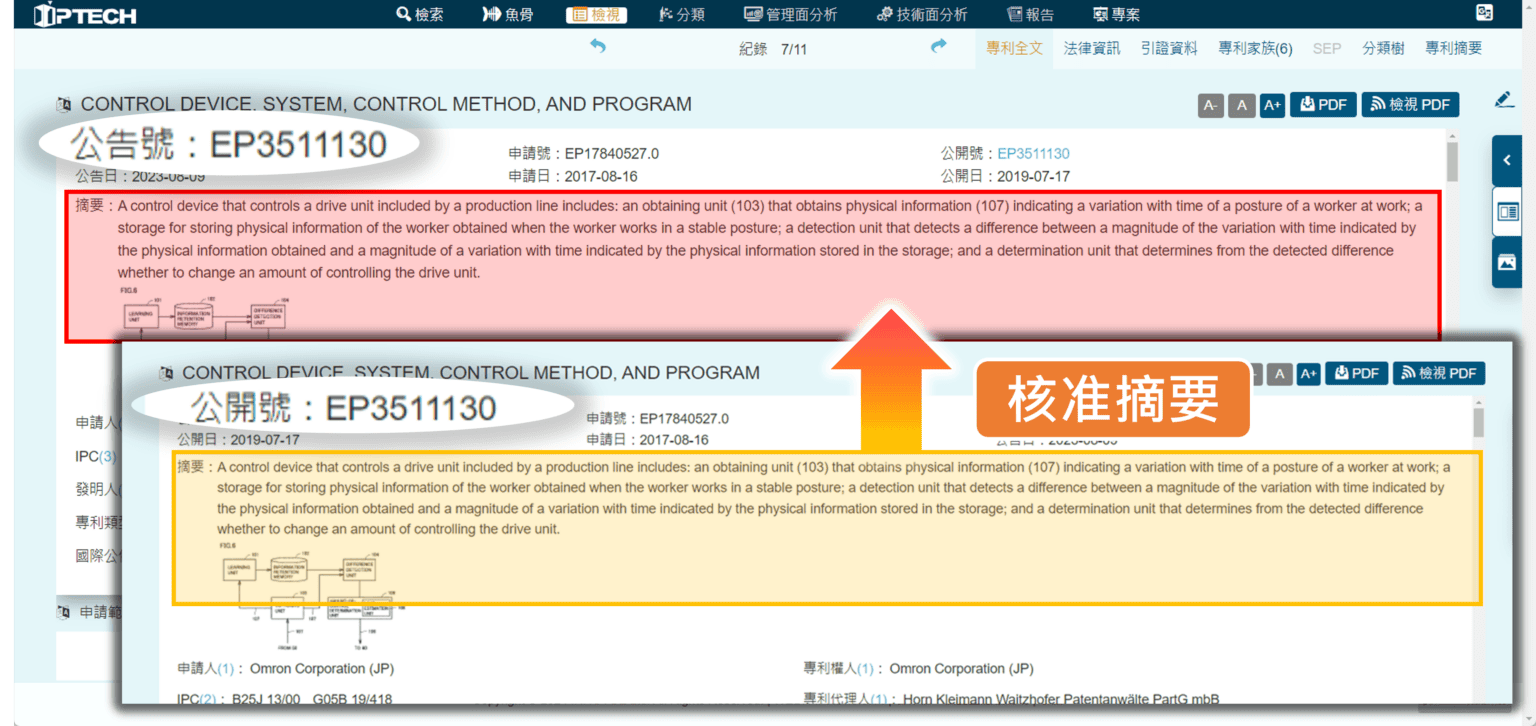 IPTECH
檢索 魚骨 檢視 分類 管理面分析 技術面分析 報告 專案
紀錄 7/11
專利全文 法律資訊 引證資料 專利家族(6) SEP 分類樹 專利摘要
CONTROL DEVICE, SYSTEM, CONTROL METHOD, AND PROGRAM
A- A A+ PDF 檢視 PDF
公告號：EP3511130
申請號：EP17840527.0
公開號：EP3511130
公告日：2023-08-09
申請日：2017-08-16
公開日：2019-07-17
摘要：A control device that controls a drive unit included by a production line includes: an obtaining unit (103) that obtains physical information (107) indicating a variation with time of a posture of a worker at work; a
storage for storing physical information of the worker obtained when the worker works in a stable posture; a detection unit that detects a difference between a magnitude of the variation with time indicated by
the physical information obtained and a magnitude of a variation with time indicated by the physical information stored in the storage; and a determination unit that determines from the detected difference
whether to change an amount of controlling the drive unit.
FIG.6
101 102 104
LEARNING UNIT
INFORMATION RETENTION MEMORY
DIFFERENCE DETECTION UNIT
申請人
IPC(3)
發明人
專利類
國際公
申請範
CONTROL DEVICE, SYSTEM, CONTROL METHOD, AND PROGRAM
A A+ PDF 檢視 PDF
核准摘要
公開號：EP3511130
申請號：EP17840527.0
公開日：2019-07-17
申請日：2017-08-16
公告日：2023-08-09
摘要：A control device that controls a drive unit included by a production line includes: an obtaining unit (103) that obtains physical information (107) indicating a variation with time of a posture of a worker at work; a
storage for storing physical information of the worker obtained when the worker works in a stable posture; a detection unit that detects a difference between a magnitude of the variation with time indicated by
the physical information obtained and a magnitude of a variation with time indicated by the physical information stored in the storage; and a determination unit that determines from the detected difference
whether to change an amount of controlling the drive unit.
FIG.6
101 102 104
LEARNING UNIT
INFORMATION RETENTION MEMORY
DIFFERENCE DETECTION UNIT
申請人(1)：Omron Corporation (JP)
專利權人(1)：Omron Corporation (JP)
IPC(2)：B25J 13/00 G05B 19/418
專利代理人(1)：Horn Kleimann Waitzhofer Patentanwälte PartG mbB